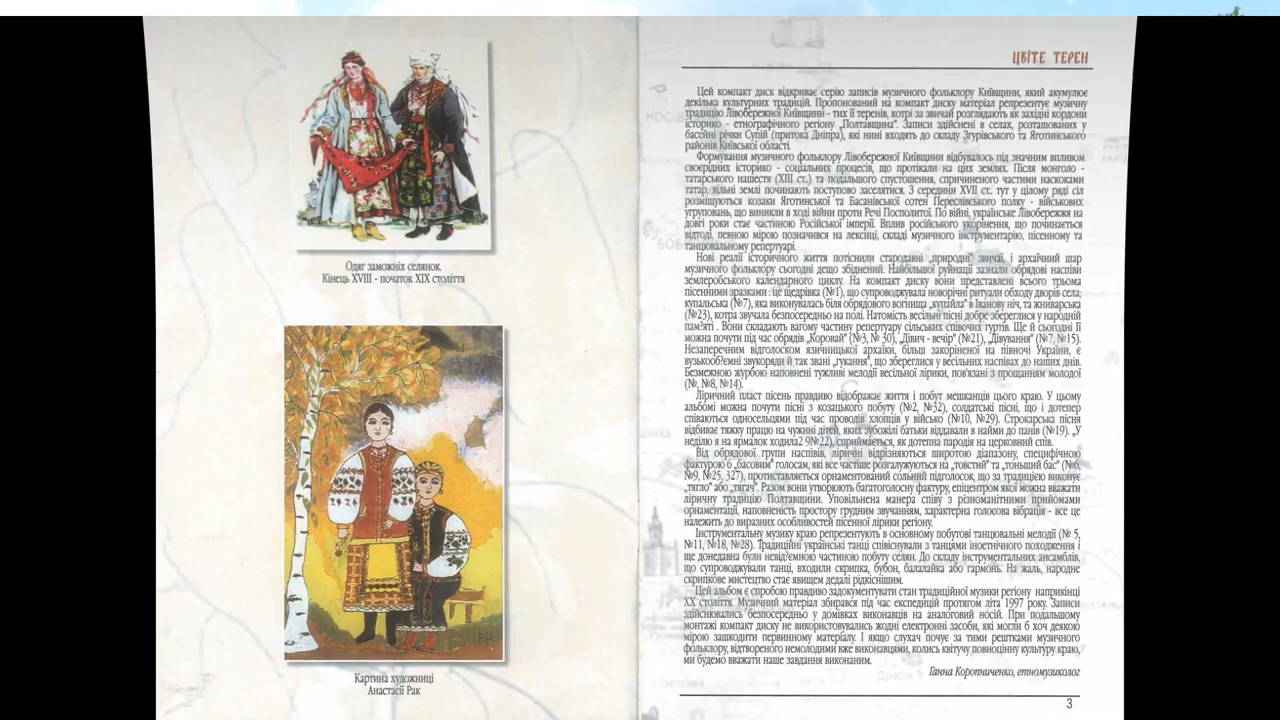 Одяг заможніх селянок.
Кінець XVIII - початок XIX століття
Картина художниці
Анастасії Рак
ЦВІТЕ ТЕРЕН
Цей компакт диск відкриває серію записів музичного фольклору Київщини, який акумулює
декілька культурних традицій. Пропонований на компакт диску матеріал репрезентує музичну
традицію Лівобережної Київщини - тих її теренів, котрі за звичай розглядають як західні кордони
історико - етнографічного регіону „Полтавщина". Записи здійснені в селах, розташованих у
басейні річки Супій (притока Дніпра), які нині входять до складу Згурівського та Яготинського
районів Київської області.
Формування музичного фольклору Лівобережної Київщини відбувалось під значним впливом
своєрідних історико - соціальних процесів, що протікали на цих землях. Після монголо -
татарського нашестя (XIII ст.) та подальшого спустошення, спричиненого частими наскоками
татар, вільні землі починають поступово заселятися. З середини XVII ст. тут у цілому ряді сіл
розміщуються козаки Яготинської та Басанівської сотен Переслівського полку - військових
угруповань, що виникли в ході війни проти Речі Посполитої. По війні, українське Лівобережжя на
довгі роки стає частиною Російської імперії. Вплив російського укорінення, що починається
відтоді, певною мірою позначився на лексиці, складі музичного інструментарію, пісенному та
танцювальному репертуарі.
Нові реалії історичного життя потіснили стародавні „природні" звичаї, і архаїчний шар
музичного фольклору сьогодні дещо збіднений. Найбільшої руйнації зазнали обрядові наспіви
землеробського календарного циклу. На компакт диску вони представлені всього трьома
пісенними зразками : це щедрівка (№1), що супроводжувала новорічні ритуали обходу дворів села;
купальська (№7), яка виконувалась біля обрядового вогнища „купайла" в Іванову ніч, та жниварська
(№23), котра звучала безпосередньо на полі. Натомість весільні пісні добре збереглися у народній
пам?яті . Вони складають вагому частину репертуару сільських співочих гуртів. Ще й сьогодні її
можна почути під час обрядів „Коровай" (№3, № 30), „Дівич - вечір" (№21), „Дівування" (№7, №15).
Незаперечним відголоском язичницької архаїки, більш закоріненої на півночі України, є
вузькооб?ємні звукоряди й так звані „гукання", що збереглися у весільних наспівах до наших днів.
Безмежною журбою наповнені тужливі мелодії весільної лірики, пов'язані з прощанням молодої
(№, №8, №14).
Ліричний пласт пісень правдиво відображає життя і побут мешканців цього краю. У цьому
альбомі можна почути пісні з козацького побуту (№2, №32), солдатські пісні, що і дотепер
співаються односельцями під час проводів хлопців у військо (№10, №29). Строкарська пісня
відбиває тяжку працю на чужині дітей, яких зубожілі батьки віддавали в найми до панів (№19). „У
неділю я на ярмалок ходила2 9№22), сприймається, як дотепна пародія на церковний спів.
Від обрядової групи наспівів, ліричні відрізняються широтою діапазону, специфічною
фактурою б „басовим" голосам, які все частіше розгалужуються на „товстий" та „тоньший бас" (№6,
№9, №25, 327), протиставляється орнаментований сольний підголосок, що за традицією виконує
„тягло" або „тягач". Разом вони утворюють багатоголосну фактуру, епіцентром якої можна вважати
ліричну традицію Полтавщини. Уповільнена манера співу з різноманітними прийомами
орнаментації, наповненість простору грудним звучанням, характерна голосова вібрація - все це
належить до виразних особливостей пісенної лірики регіону.
Інструментальну музику краю репрезентують в основному побутові танцювальні мелодії (№ 5,
№11, №18, №28). Традиційні українські танці співіснували з танцями іноетнічного походження і
ще донедавна були невід?ємною частиною побуту селян. До складу інструментальних ансамблів,
що супроводжували танці, входили скрипка, бубон, балалайка або гармонь. На жаль, народне
скрипкове мистецтво стає явищем дедалі рідкіснішим.
Цей альбом є спробою правдиво задокументувати стан традиційної музики регіону наприкінці
XX століття. Музичний матеріал збирався під час експедицій протягом літа 1997 року. Записи
здійснювались безпосередньо у домівках виконавців на аналоговий носій. При подальшому
монтажі компакт диску не використовувались жодні електронні засоби, які могли б хоч деякою
мірою зашкодити первинному матеріалу. І якщо слухач почує за тими рештками музичного
фольклору, відтвореного немолодими вже виконавцями, колись квітучу повноцінну культуру краю,
ми будемо вважати наше завдання виконаним.
Ганна Коропниченко, етномузиколог
3